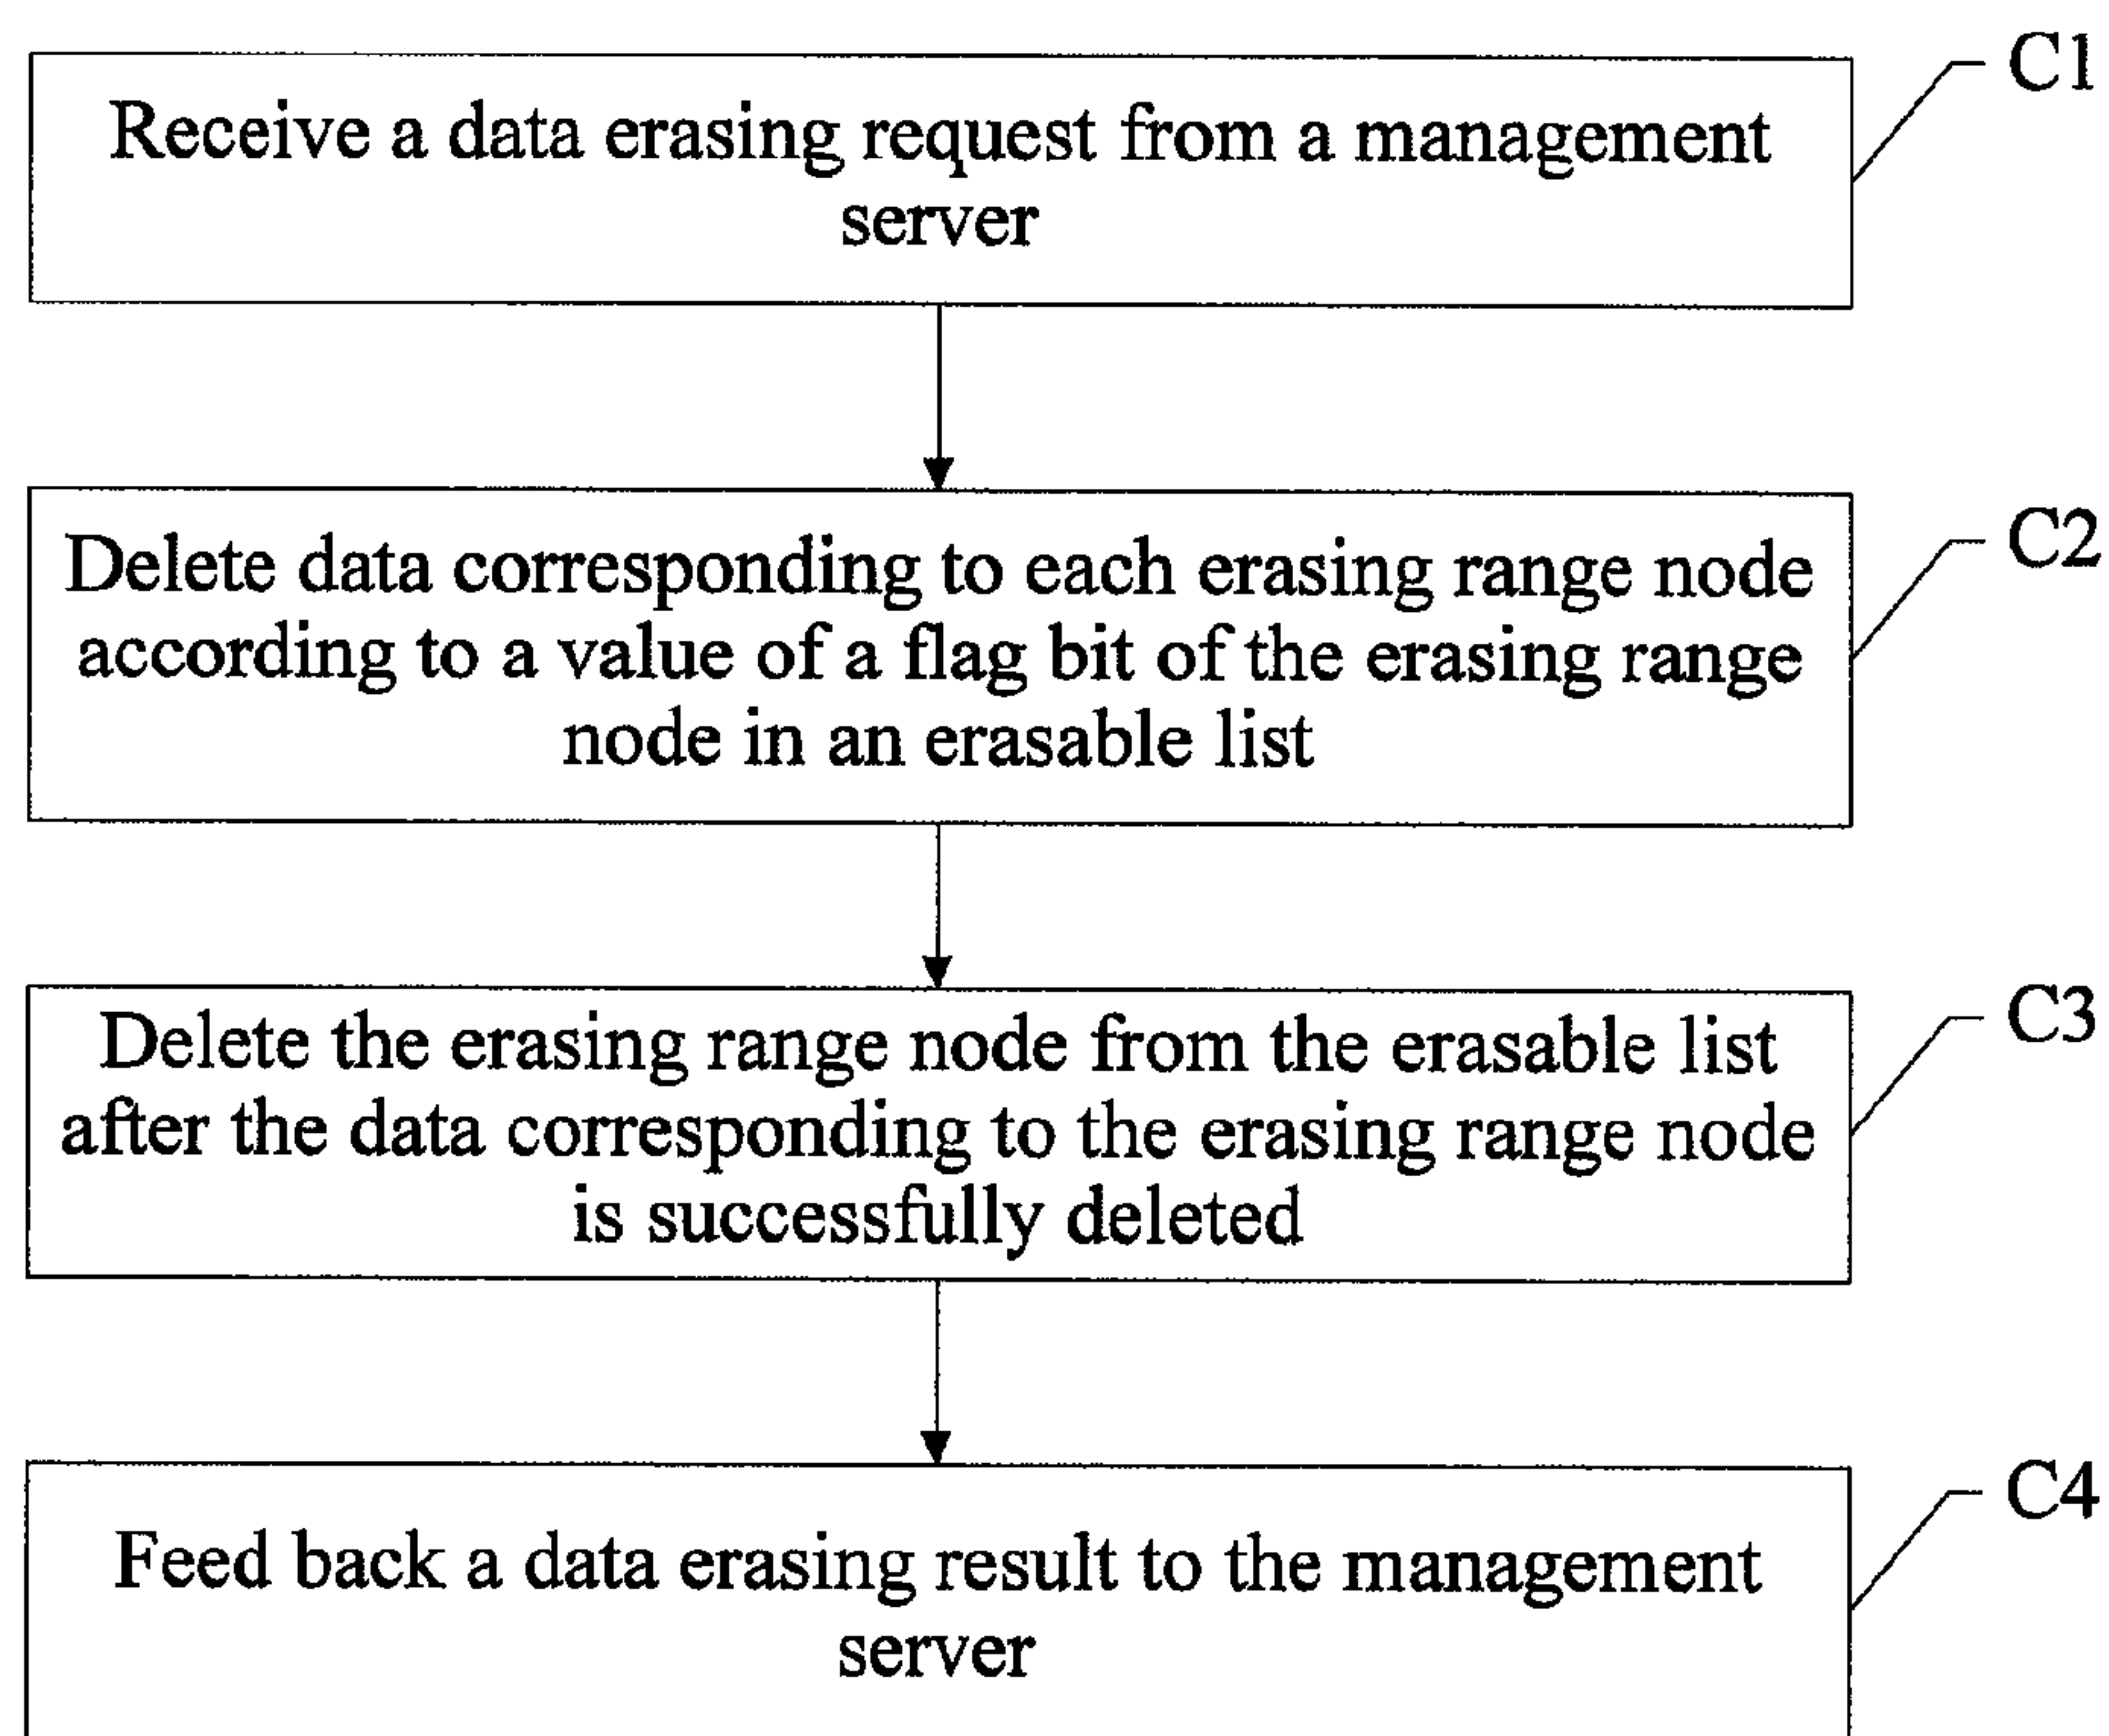 C1
Receive a data erasing request from a management
server
C2
Delete data corresponding to each erasing range node
according to a value of a flag bit of the erasing range
node in an erasable list
C3
Delete the erasing range node from the erasable list
after the data corresponding to the erasing range node
is successfully deleted
C4
Feed back a data erasing result to the management
server